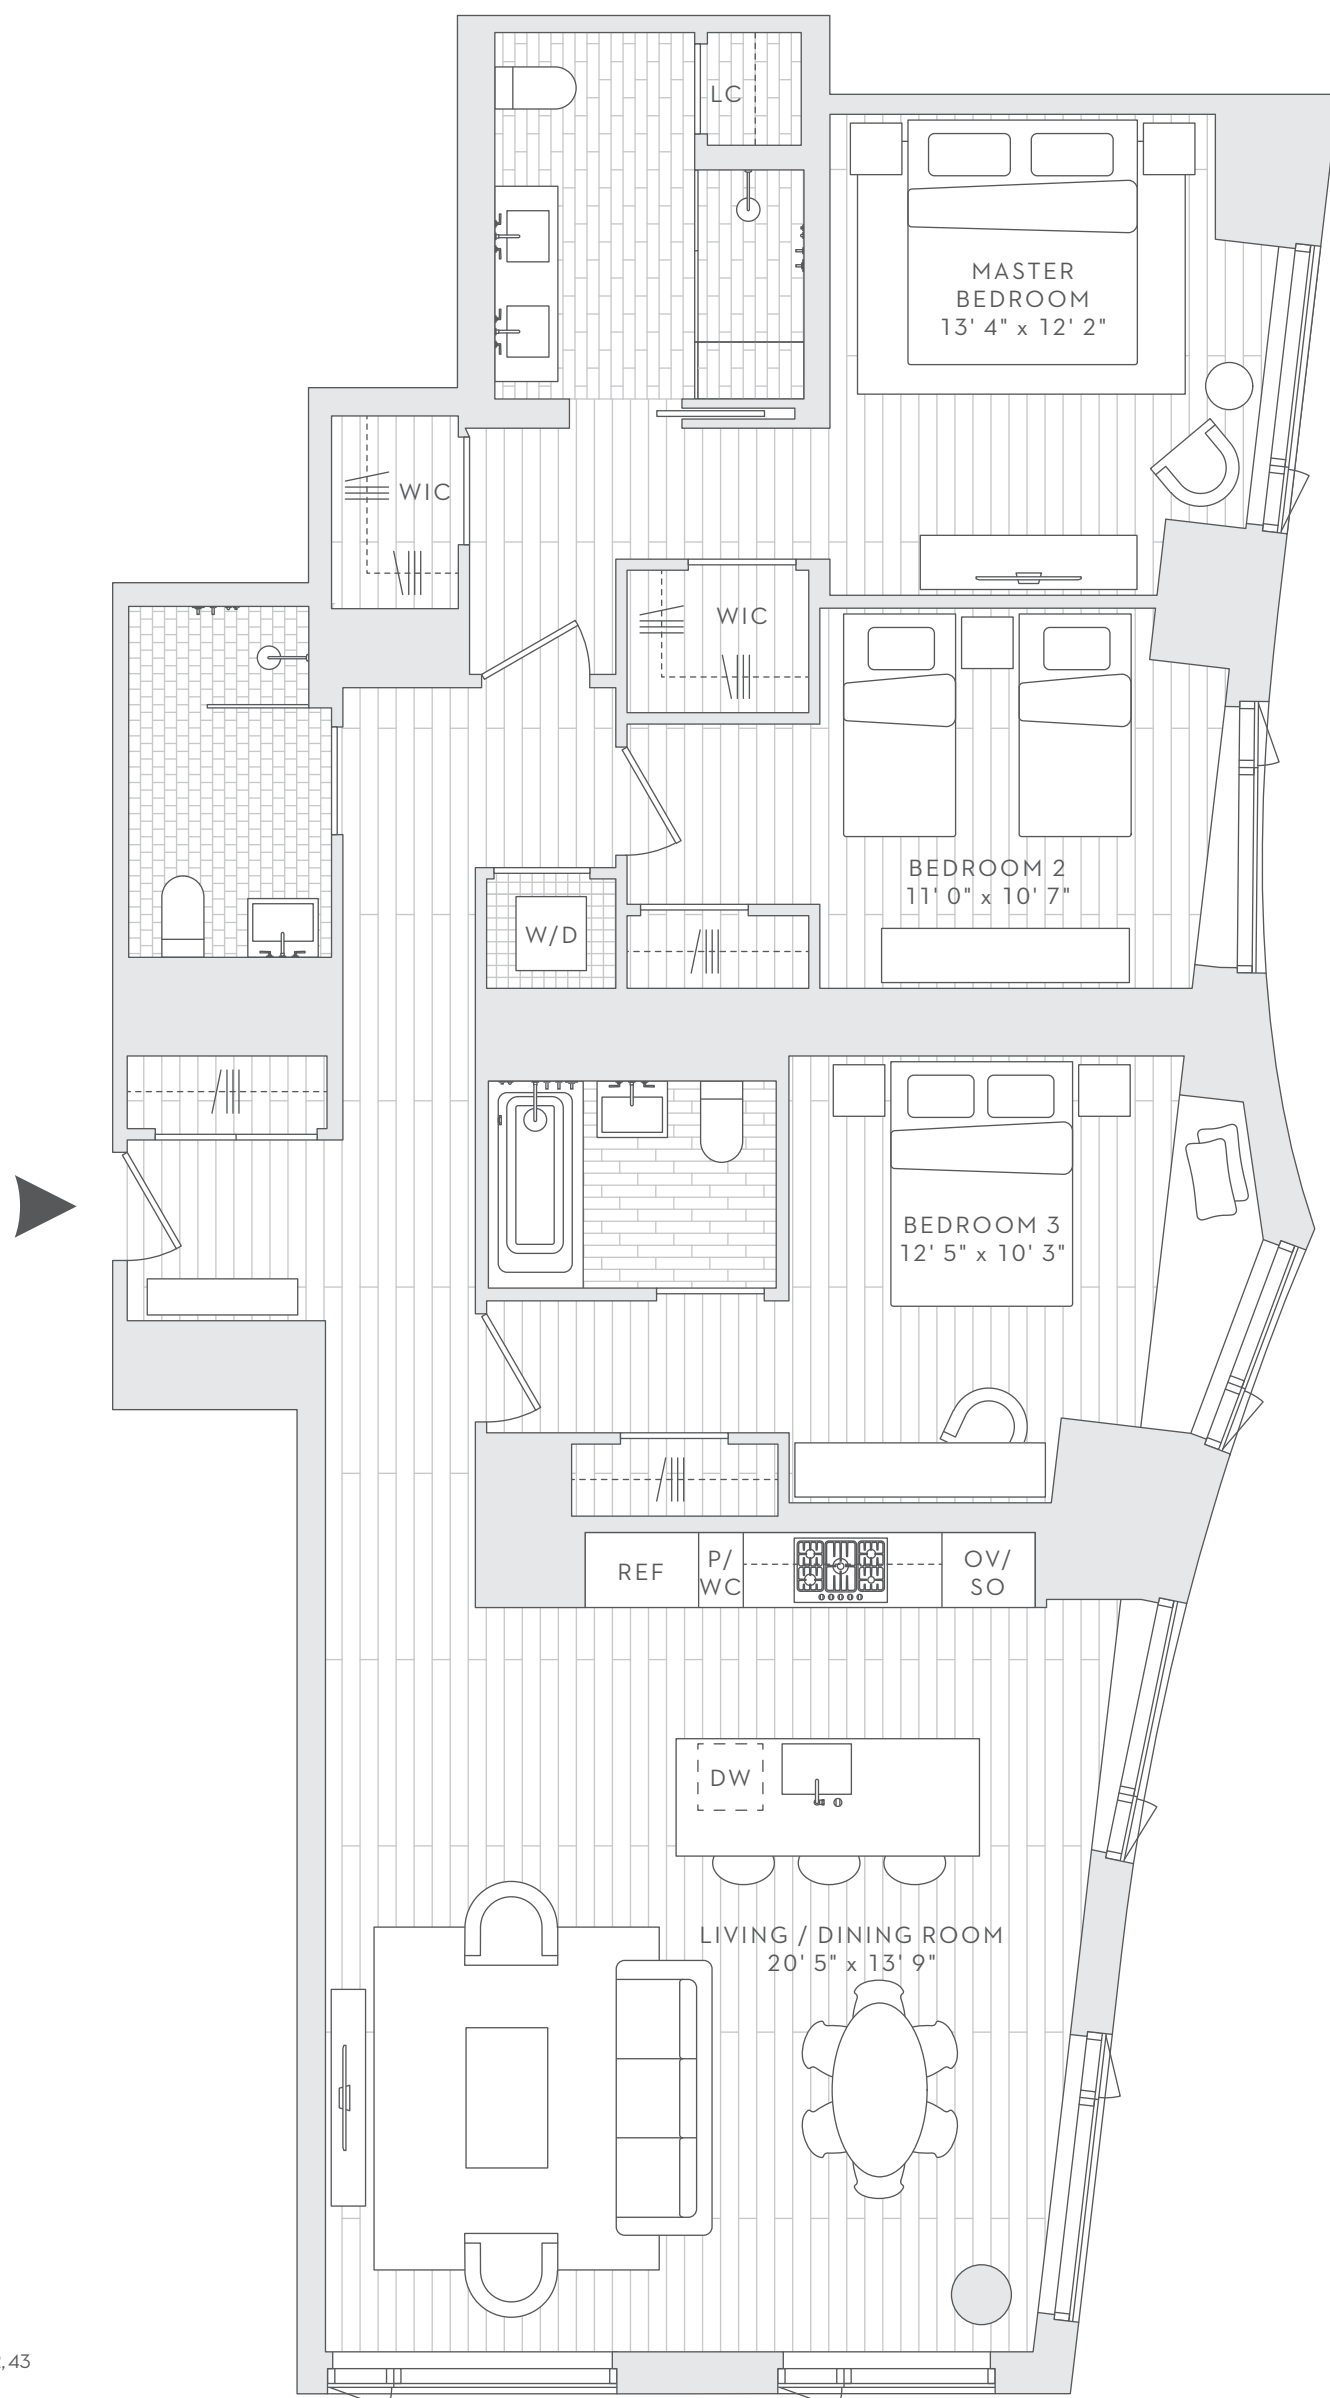 LC
MASTER
BEDROOM
13' 4" x 12' 2"
WIC
WIC
BEDROOM 2
11' 0" x 10' 7"
W/D
BEDROOM 3
12' 5" x 10' 3"
REF
P/
WC
OV/
SO
DW
LIVING / DINING ROOM
20' 5" x 13' 9"
,43